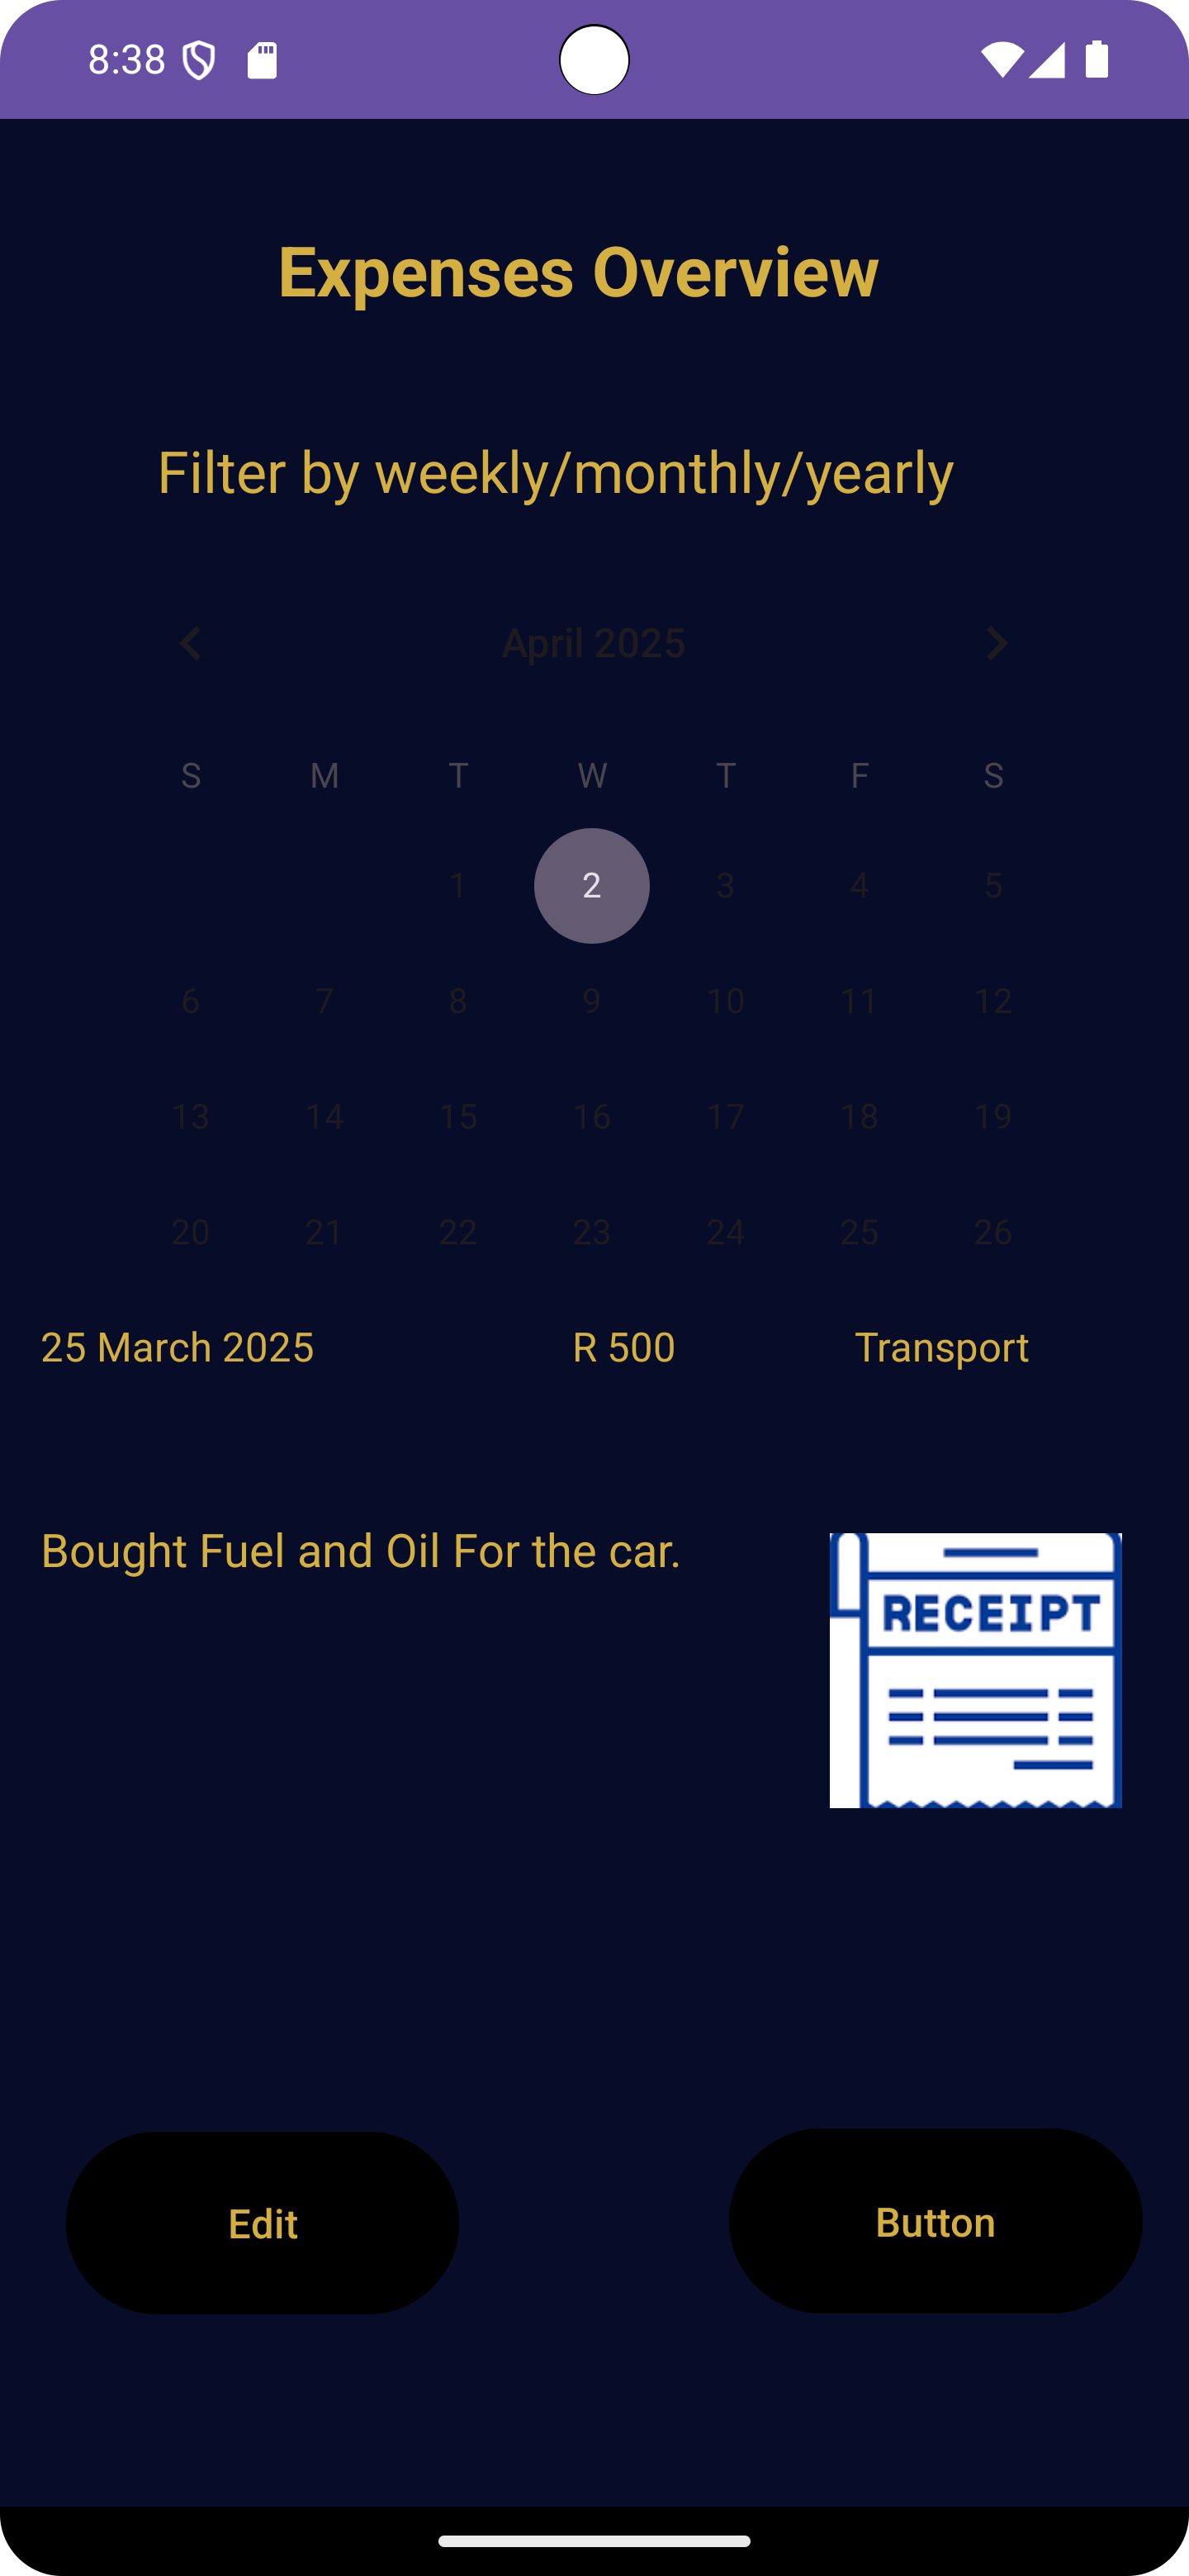 8:38
Expenses Overview
Filter by weekly/monthly/yearly
April 2025
S M T W T F S
1 2 3 4 5
6 7 8 9 10 11 12
13 14 15 16 17 18 19
20 21 22 23 24 25 26
25 March 2025 R 500 Transport
Bought Fuel and Oil For the car.
RECEIPT
Edit Button